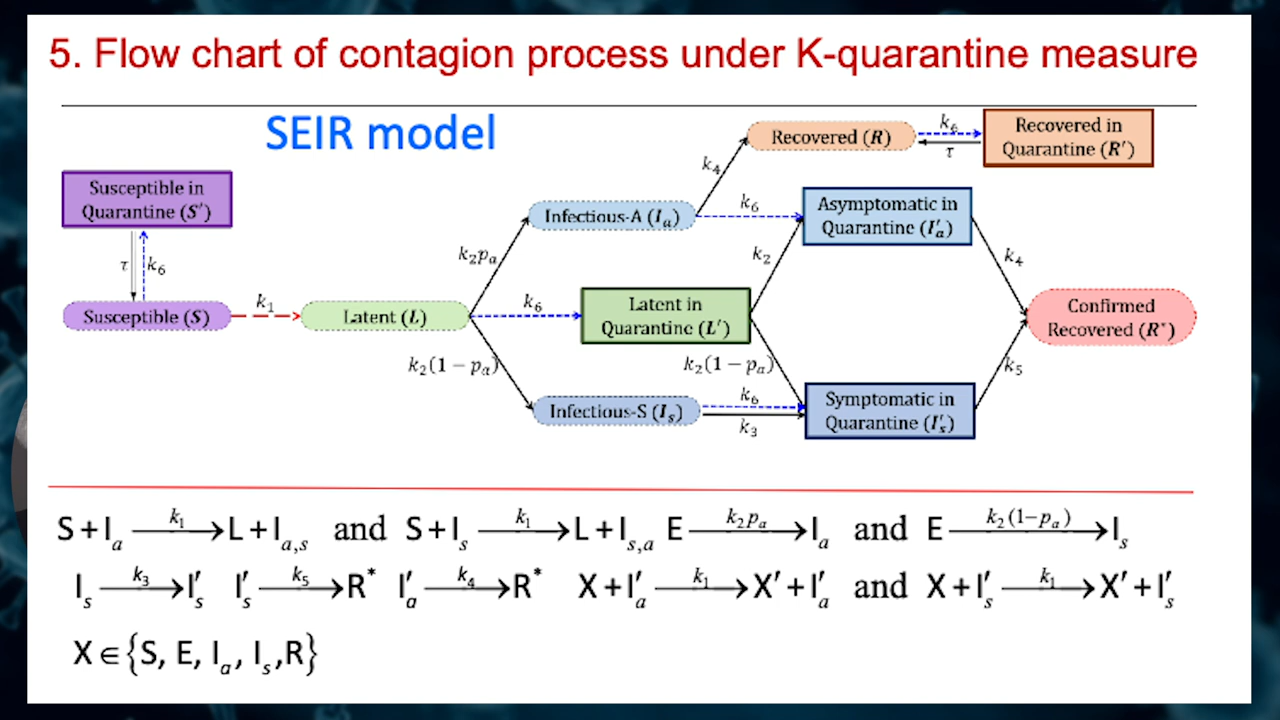 5. Flow chart of contagion process under K-quarantine measure
SEIR model
Recovered (R)
k₆
τ
Recovered in
Quarantine (R′)
Susceptible in
Quarantine (S′)
k₄
Infectious-A (Iₐ)
k₆
Asymptomatic in
Quarantine (I′ₐ)
τ
k₆
k₂pₐ
k₂
k₄
Susceptible (S)
k₁
Latent (L)
k₆
Latent in
Quarantine (L′)
Confirmed
Recovered (R*)
k₂(1 − pₐ)
k₂(1 − pₐ)
k₅
Infectious-S (Iₛ)
k₆
k₃
Symptomatic in
Quarantine (I′ₛ)
S + Iₐ —k₁→ L + Iₐ,ₛ and S + Iₛ —k₁→ L + Iₛ,ₐ E —k₂pₐ→ Iₐ and E —k₂(1−pₐ)→ Iₛ
Iₛ —k₃→ I′ₛ I′ₛ —k₅→ R* I′ₐ —k₄→ R* X + I′ₐ —k₁→ X′ + I′ₐ and X + I′ₛ —k₁→ X′ + I′ₛ
X ∈ {S, E, Iₐ, Iₛ,R}